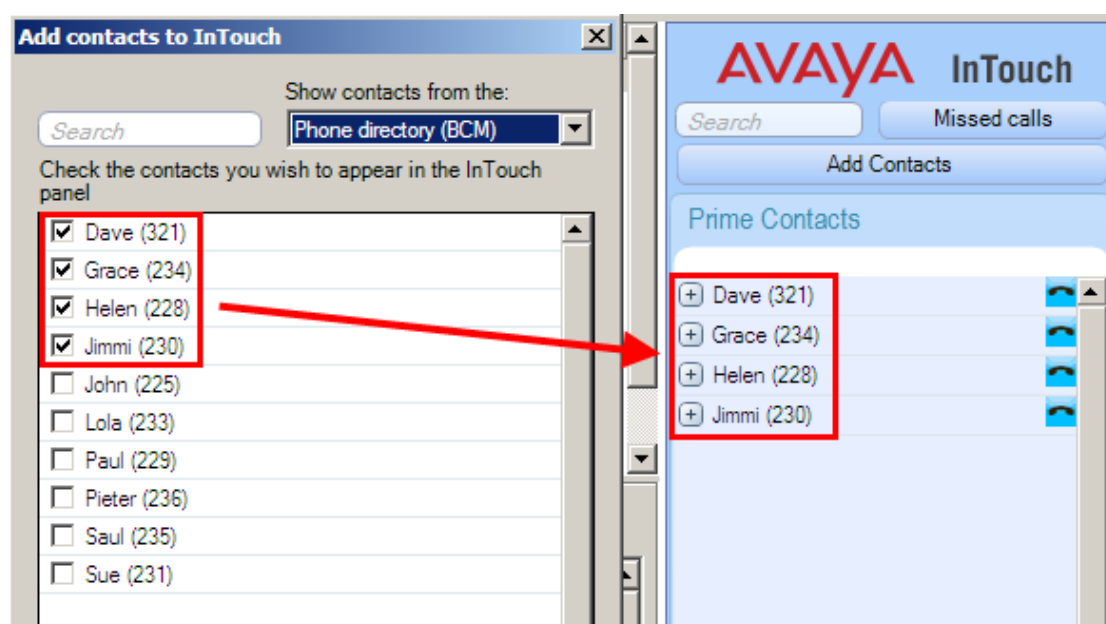 Add contacts to InTouch
Show contacts from the:
Search
Phone directory (BCM)
Check the contacts you wish to appear in the InTouch
panel
Dave (321)
Grace (234)
Helen (228)
Jimmi (230)
John (225)
Lola (233)
Paul (229)
Pieter (236)
Saul (235)
Sue (231)
AVAYA InTouch
Search
Missed calls
Add Contacts
Prime Contacts
Dave (321)
Grace (234)
Helen (228)
Jimmi (230)